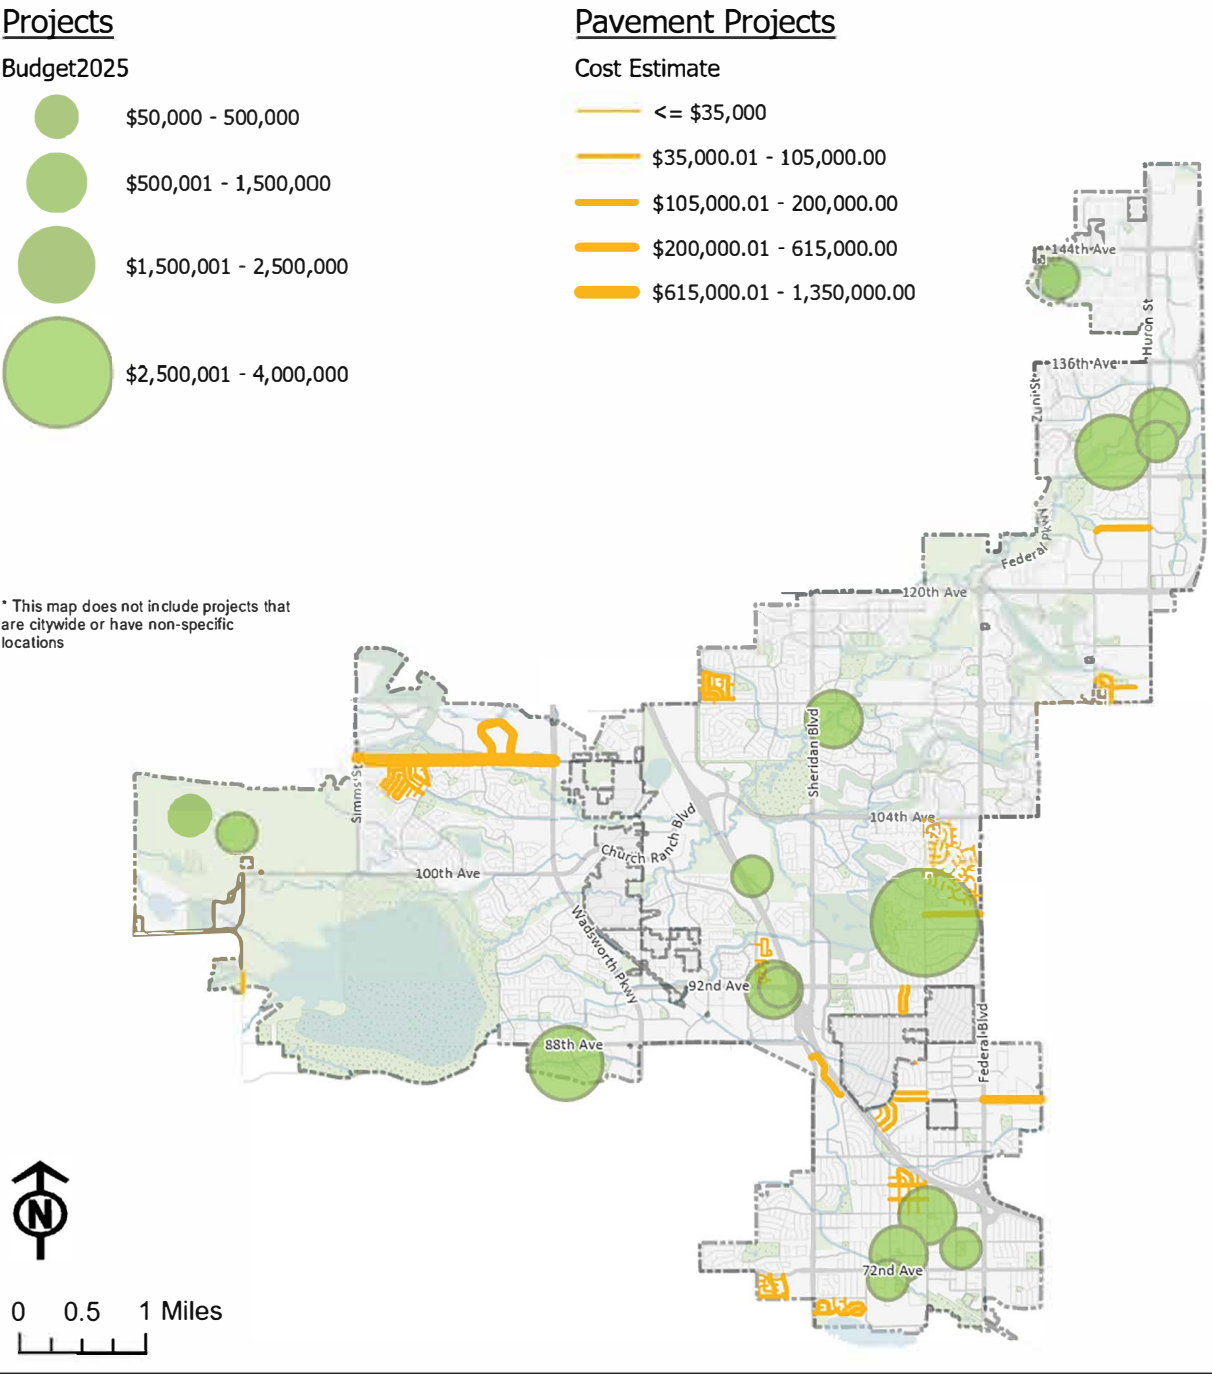 Projects
Budget2025
$50,000 - 500,000
$500,001 - 1,500,000
$1,500,001 - 2,500,000
$2,500,001 - 4,000,000
Pavement Projects
Cost Estimate
<= $35,000
$35,000.01 - 105,000.00
$105,000.01 - 200,000.00
$200,000.01 - 615,000.00
$615,000.01 - 1,350,000.00
* This map does not include projects that
are citywide or have non-specific
locations
144th Ave
Huron St
136th Ave
Zuni St
Federal Pkwy
120th Ave
Sheridan Blvd
Simms St
104th Ave
Church Ranch Blvd
100th Ave
Wadsworth Pkwy
92nd Ave
88th Ave
Federal Blvd
72nd Ave
N
0 0.5 1 Miles